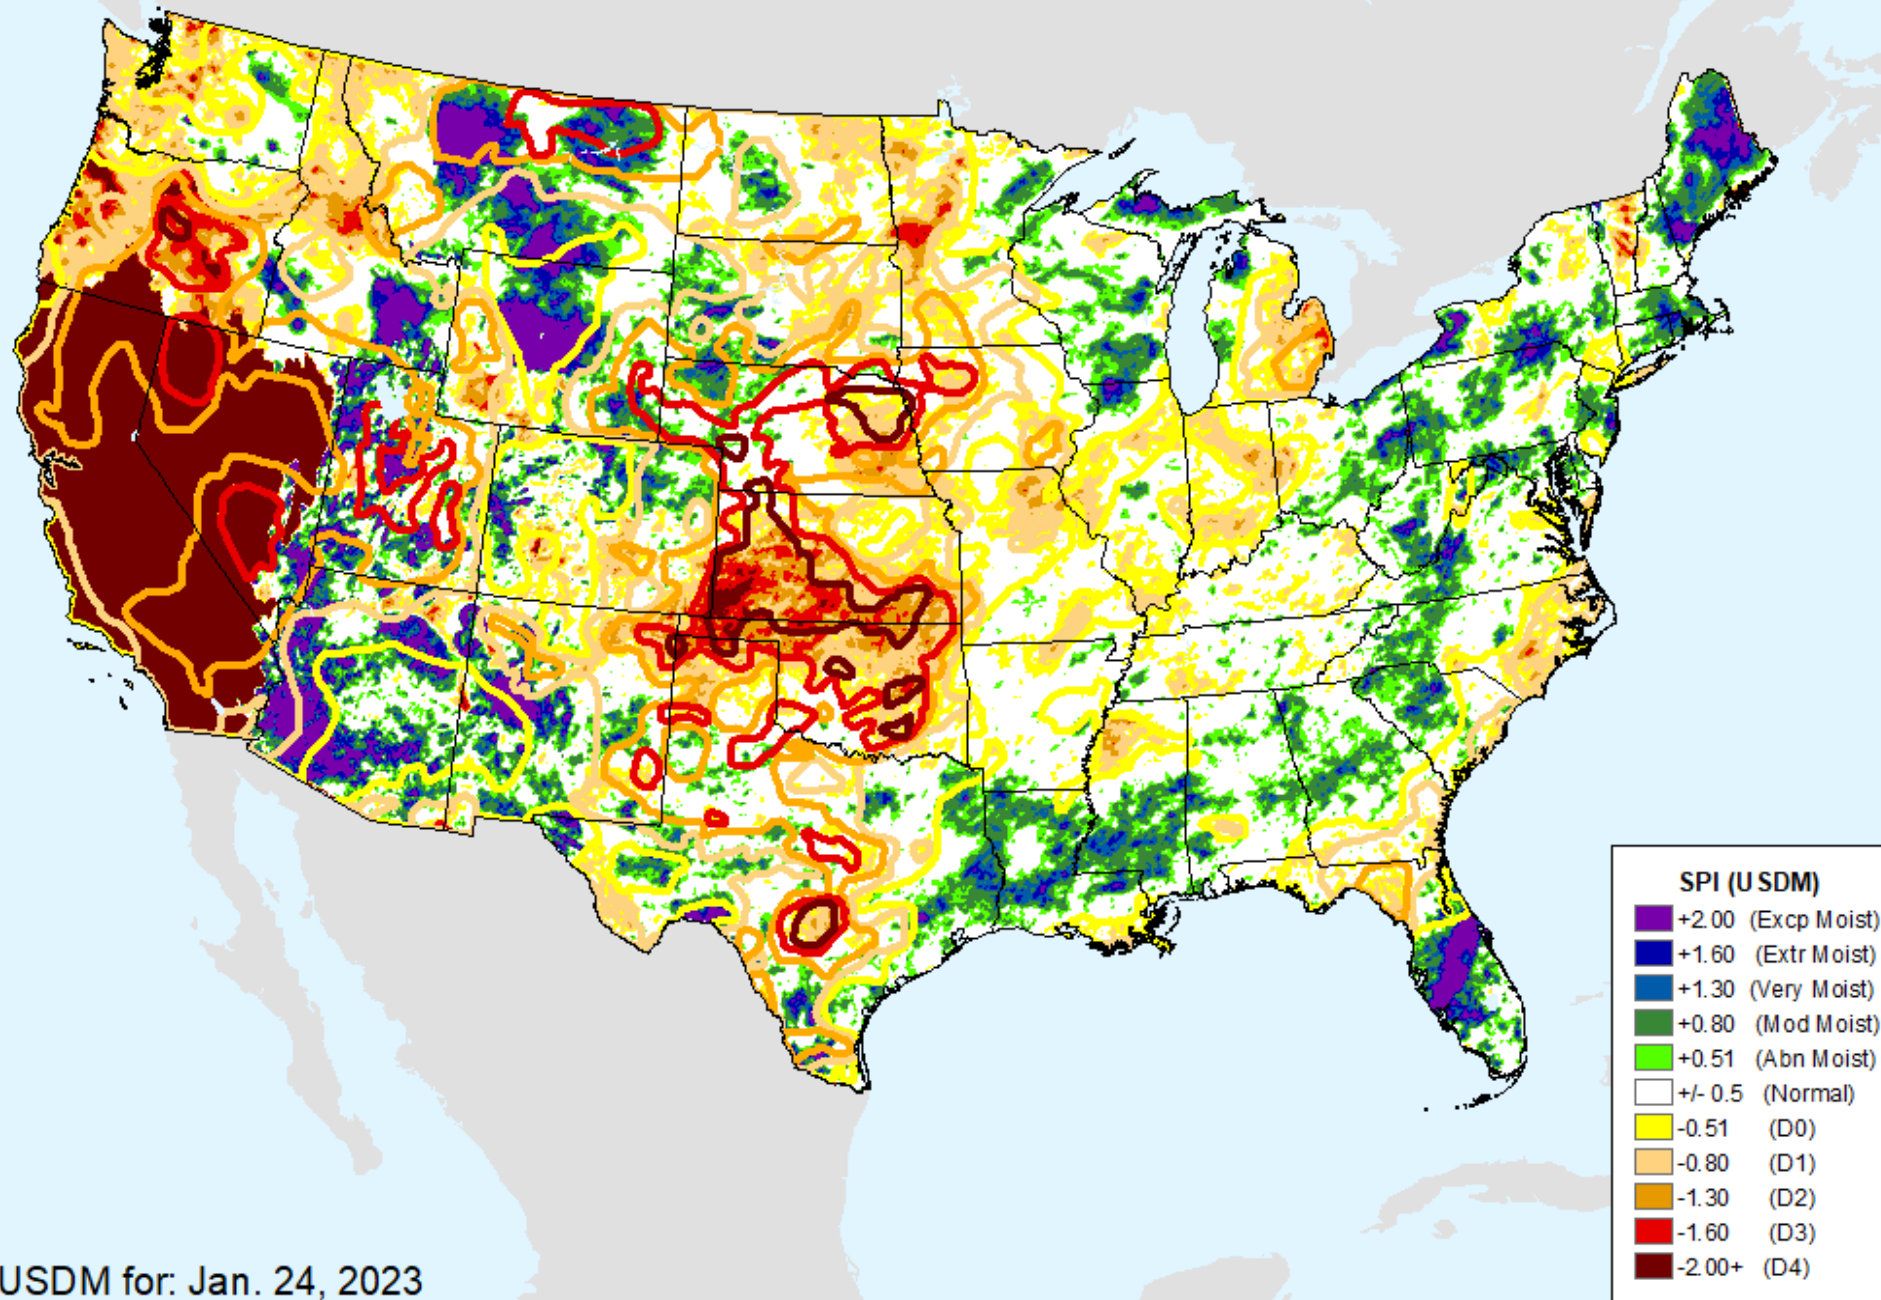 SPI (USDM)
+2.00 (Excp Moist)
+1.60 (Extr Moist)
+1.30 (Very Moist)
+0.80 (Mod Moist)
+0.51 (Abn Moist)
+/- 0.5 (Normal)
-0.51 (D0)
-0.80 (D1)
-1.30 (D2)
-1.60 (D3)
-2.00+ (D4)
USDM for: Jan. 24, 2023